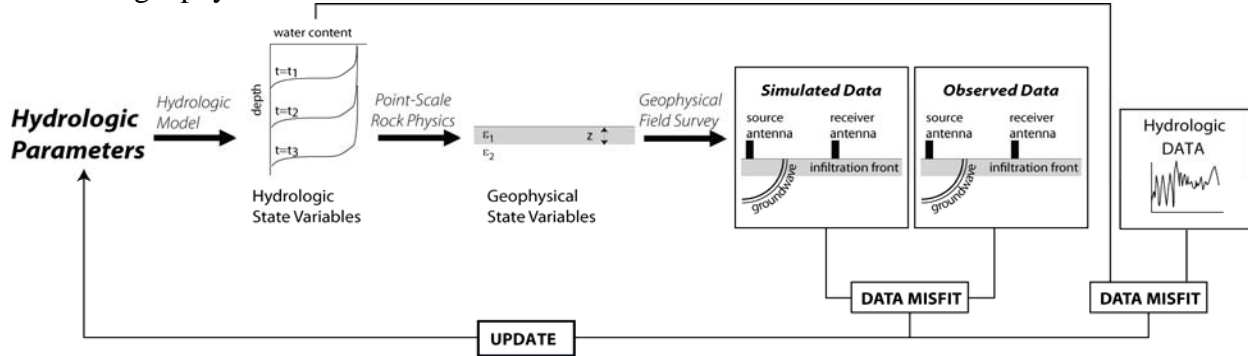 water content
depth
t=t1
t=t2
t=t3
Hydrologic
Parameters
Hydrologic
Model
Hydrologic
State Variables
Point-Scale
Rock Physics
ε1
z
ε2
Geophysical
State Variables
Geophysical
Field Survey
Simulated Data
source
antenna
receiver
antenna
infiltration front
groundwave
Observed Data
source
antenna
receiver
antenna
infiltration front
groundwave
Hydrologic
DATA
DATA MISFIT
DATA MISFIT
UPDATE